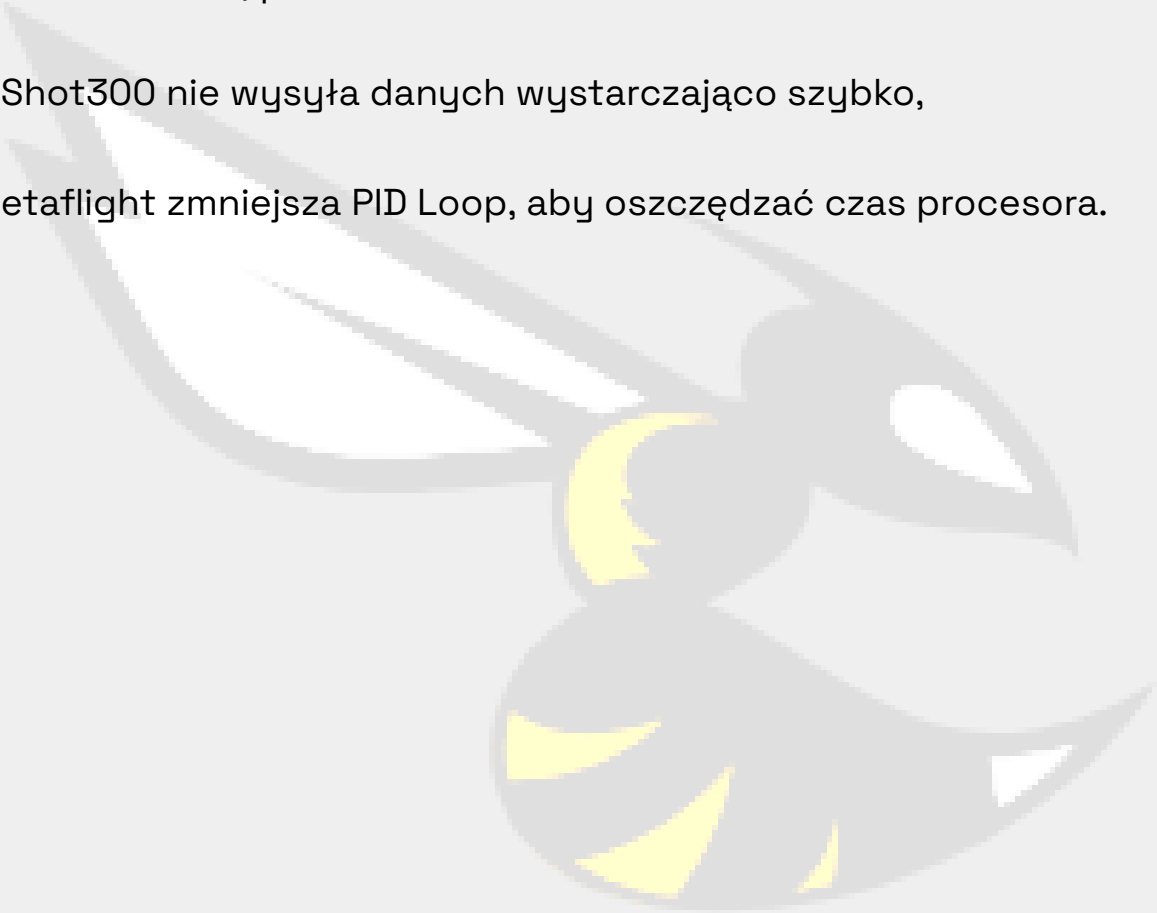 Shot300 nie wysyła danych wystarczająco szybko,
etaflight zmniejsza PID Loop, aby oszczędzać czas procesora.